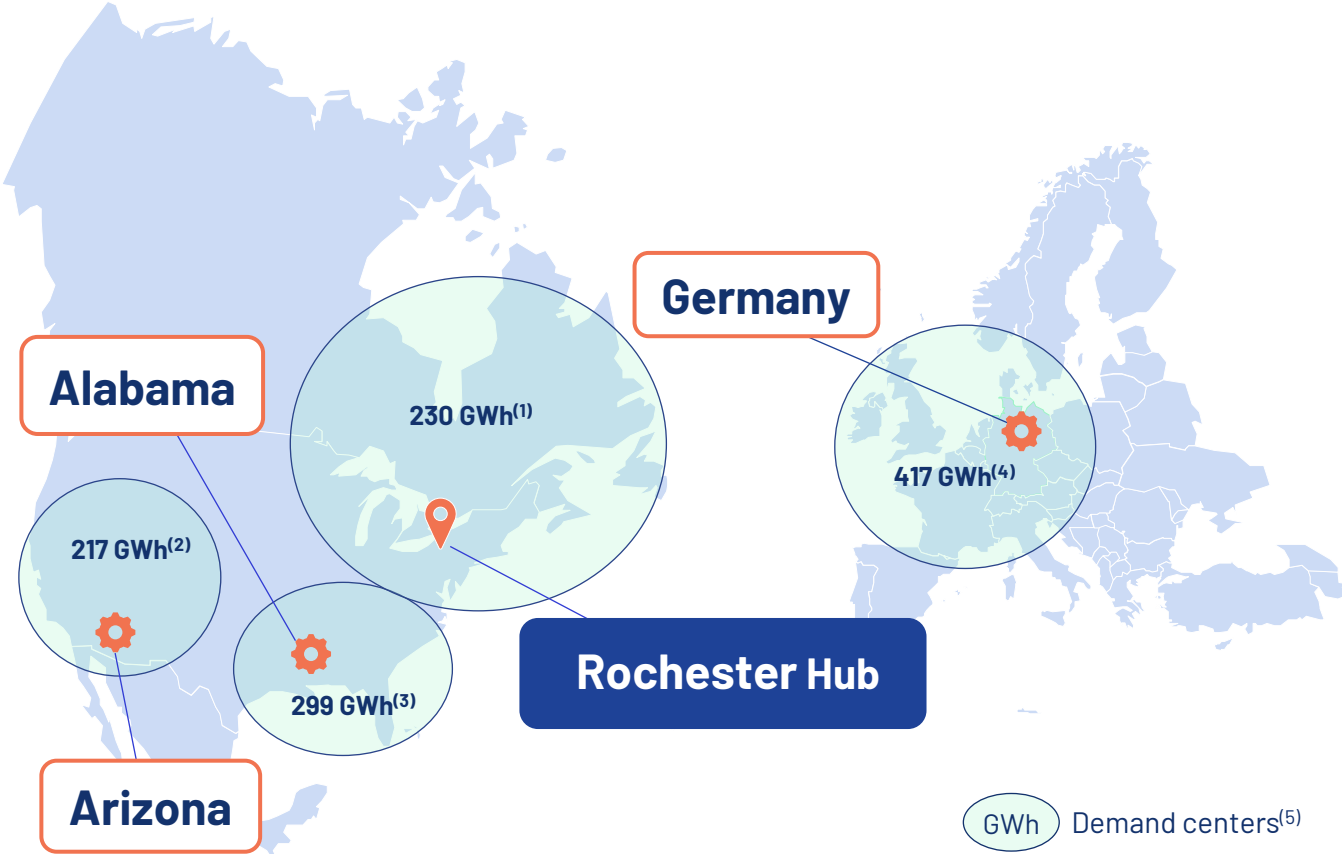 Germany
Alabama
230 GWh(1)
417 GWh(4)
217 GWh(2)
Rochester Hub
299 GWh(3)
Arizona
GWh Demand centers(5)